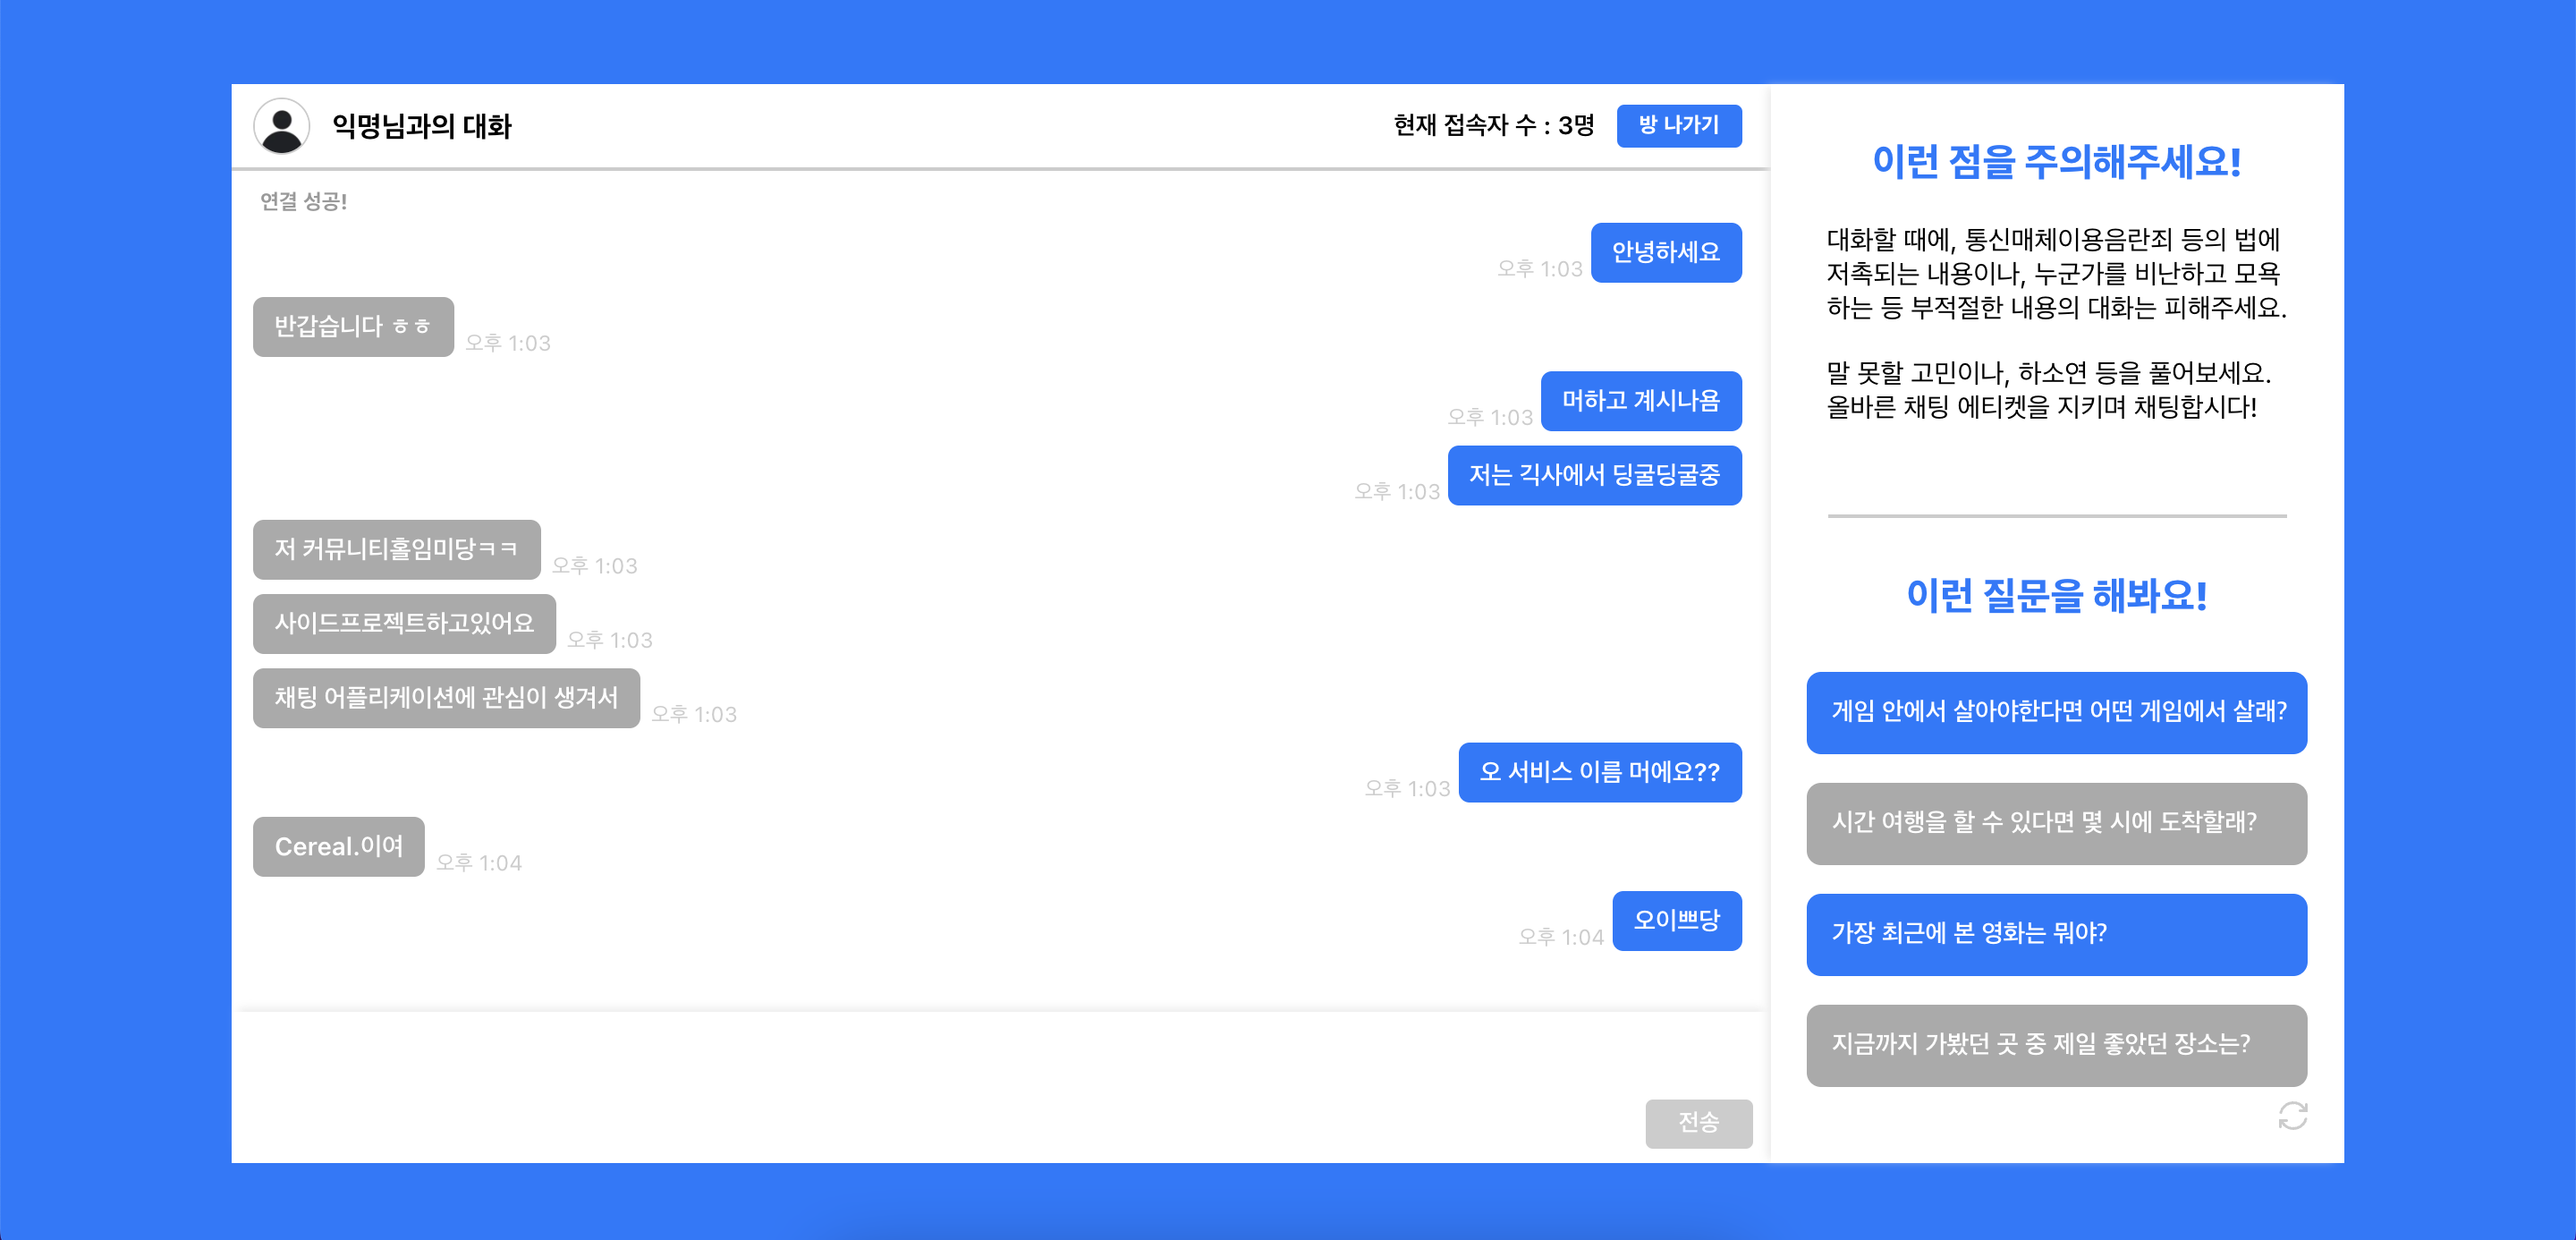 익명님과의 대화
현재 접속자 수 : 3명
방 나가기
연결 성공!
안녕하세요
오후 1:03
반갑습니다 ㅎㅎ
오후 1:03
머하고 계시나욤
오후 1:03
저는 긱사에서 딩굴딩굴중
오후 1:03
저 커뮤니티홀임미당ㅋㅋ
오후 1:03
사이드프로젝트하고있어요
오후 1:03
채팅 어플리케이션에 관심이 생겨서
오후 1:03
오 서비스 이름 머에요??
오후 1:03
Cereal.이여
오후 1:04
오이쁘당
오후 1:04
전송
이런 점을 주의해주세요!
대화할 때에, 통신매체이용음란죄 등의 법에
저촉되는 내용이나, 누군가를 비난하고 모욕
하는 등 부적절한 내용의 대화는 피해주세요.
말 못할 고민이나, 하소연 등을 풀어보세요.
올바른 채팅 에티켓을 지키며 채팅합시다!
이런 질문을 해봐요!
게임 안에서 살아야한다면 어떤 게임에서 살래?
시간 여행을 할 수 있다면 몇 시에 도착할래?
가장 최근에 본 영화는 뭐야?
지금까지 가봤던 곳 중 제일 좋았던 장소는?